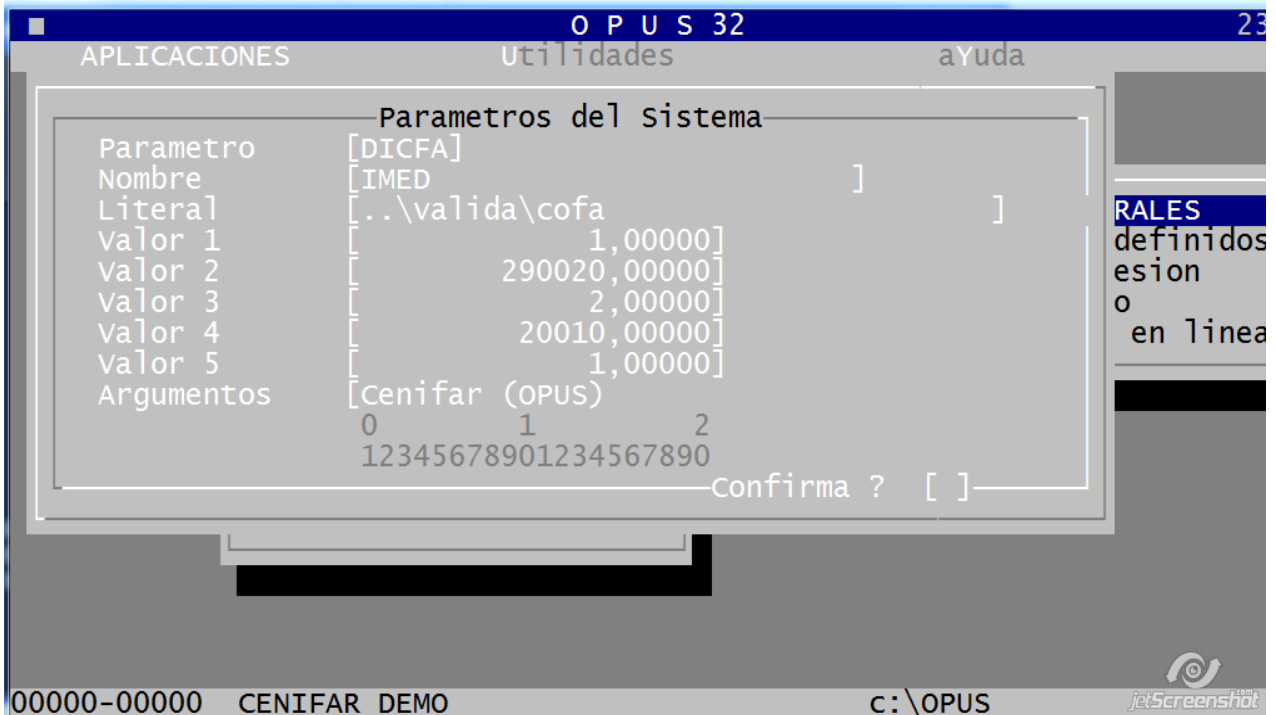 O P U S 32 23
APLICACIONES Utilidades aYuda
Parametros del Sistema
Parametro [DICFA]
Nombre [IMED ]
Literal [..\valida\cofa ] RALES
Valor 1 [ 1,00000] definidos
Valor 2 [ 290020,00000] esion
Valor 3 [ 2,00000] o
Valor 4 [ 20010,00000] en linea
Valor 5 [ 1,00000]
Argumentos [Cenifar (OPUS)
0 1 2
12345678901234567890
Confirma ? [ ]
00000-00000 CENIFAR DEMO c:\OPUS
jetScreenshot.com